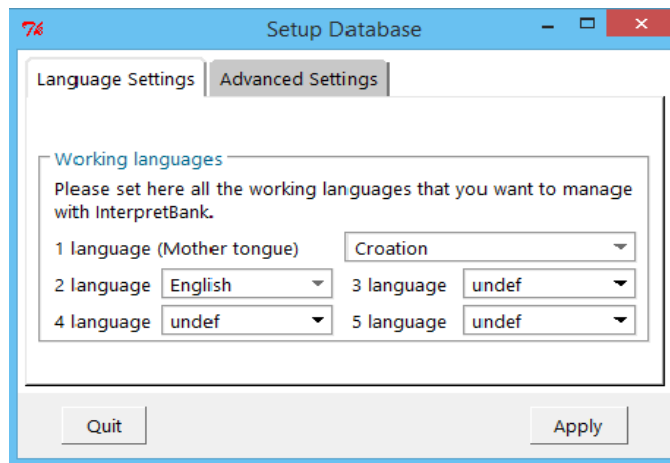 Setup Database
Language Settings Advanced Settings
Working languages
Please set here all the working languages that you want to manage
with InterpretBank.
1 language (Mother tongue) Croation
2 language English 3 language undef
4 language undef 5 language undef
Quit Apply